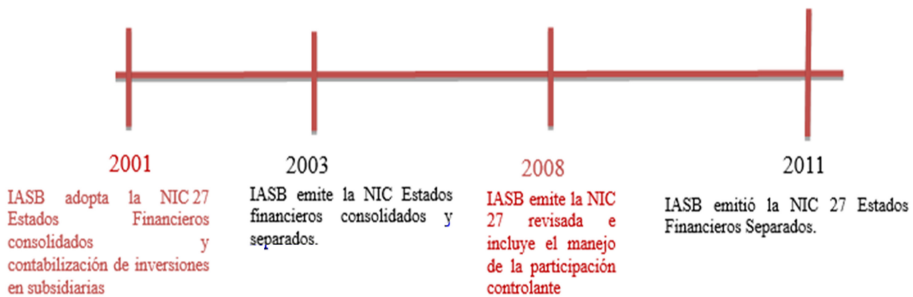 2001
IASB adopta la NIC 27
Estados Financieros
consolidados y
contabilización de inversiones
en subsidiarias
2003
IASB emite la NIC Estados
financieros consolidados y
separados.
2008
IASB emite la NIC
27 revisada e
incluye el manejo
de la participación
controlante
2011
IASB emitió la NIC 27 Estados
Financieros Separados.